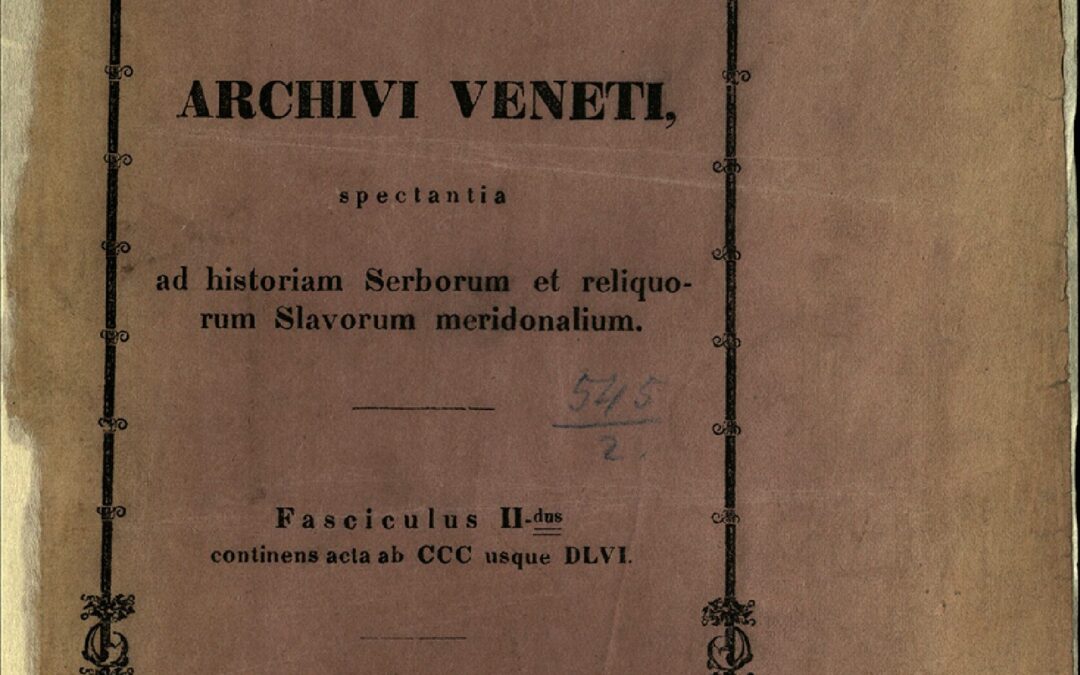 ARCHIVI VENETI,
spectantia
ad historiam Serborum et reliquo-
rum Slavorum meridonalium.
545
2.
Fasciculus II-dus
continens acta ab CCC usque DLVI.